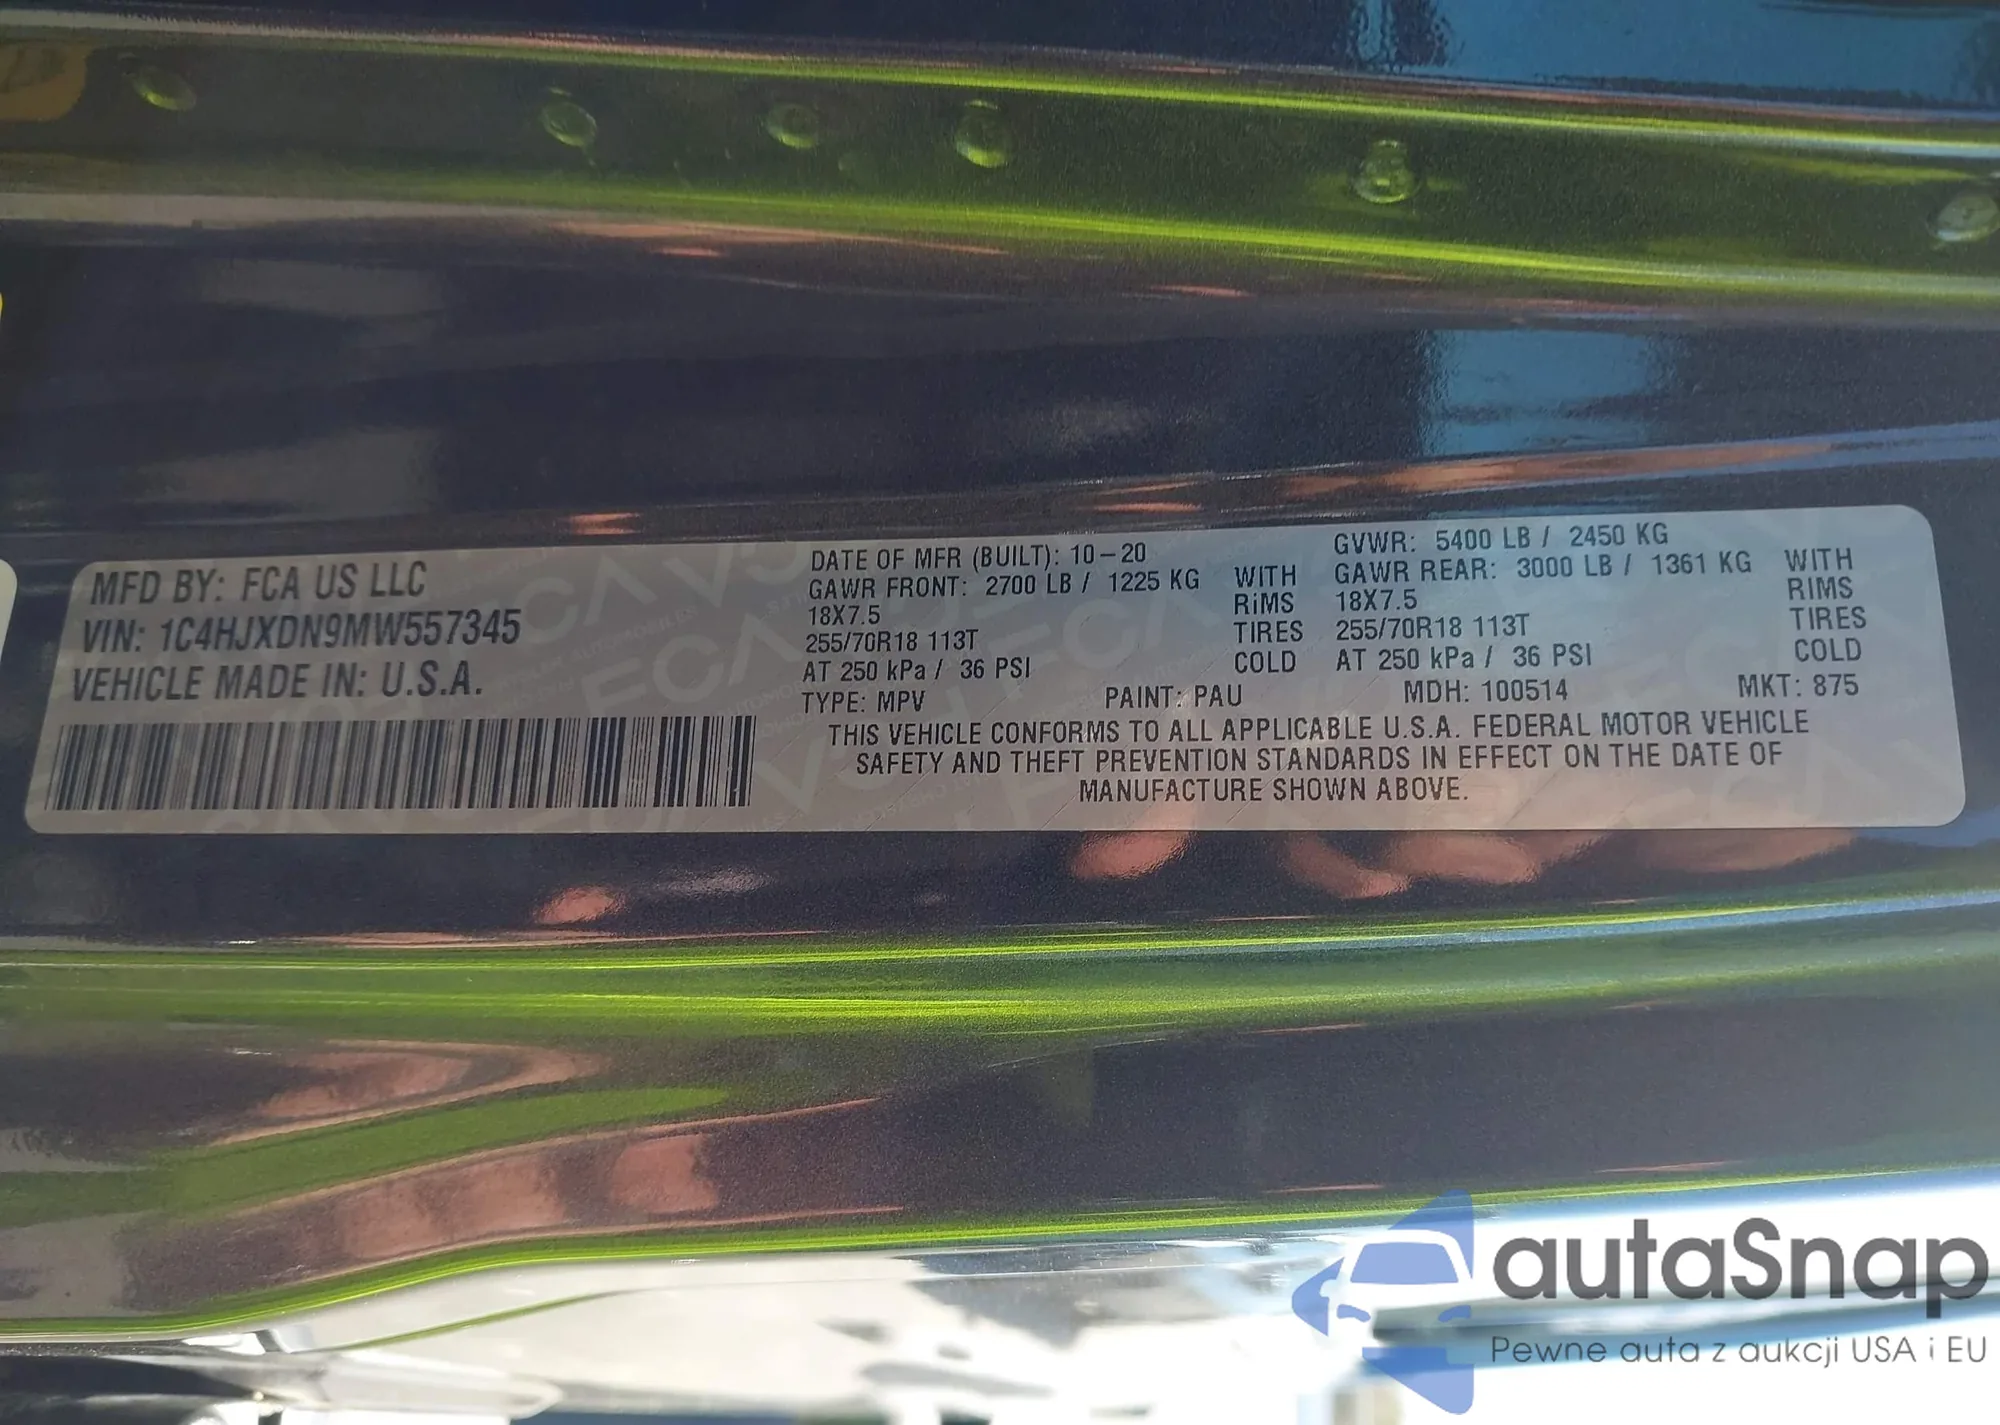 MFD BY: FCA US LLC
VIN: 1C4HJXDN9MW557345
VEHICLE MADE IN: U.S.A.
DATE OF MFR (BUILT): 10-20
GAWR FRONT: 2700 LB / 1225 KG WITH
18X7.5 RiMS
255/70R18 113T TIRES
AT 250 kPa / 36 PSI COLD
GVWR: 5400 LB / 2450 KG
GAWR REAR: 3000 LB / 1361 KG WITH
18X7.5 RIMS
255/70R18 113T TIRES
AT 250 kPa / 36 PSI COLD
TYPE: MPV PAINT: PAU MDH: 100514 MKT: 875
THIS VEHICLE CONFORMS TO ALL APPLICABLE U.S.A. FEDERAL MOTOR VEHICLE
SAFETY AND THEFT PREVENTION STANDARDS IN EFFECT ON THE DATE OF
MANUFACTURE SHOWN ABOVE.
autaSnap
Pewne auta z aukcji USA i EU